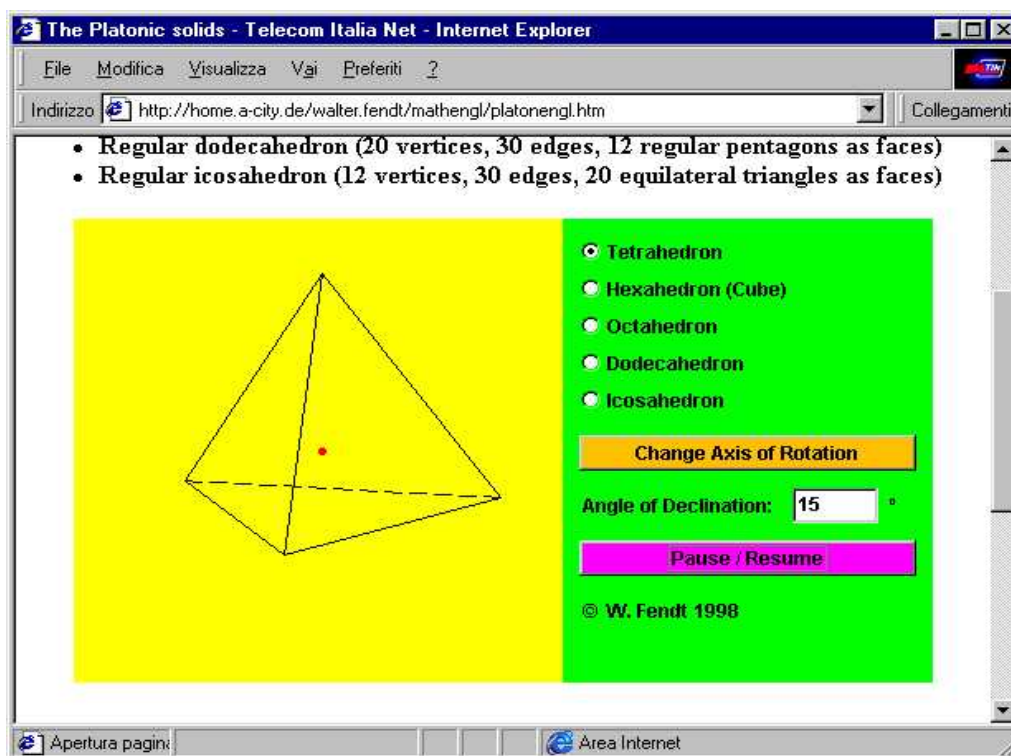 The Platonic solids - Telecom Italia Net - Internet Explorer
File Modifica Visualizza Vai Preferiti ?
TIN
Indirizzo http://home.a-city.de/walter.fendt/mathengl/platonengl.htm Collegamenti
• Regular dodecahedron (20 vertices, 30 edges, 12 regular pentagons as faces)
• Regular icosahedron (12 vertices, 30 edges, 20 equilateral triangles as faces)
Tetrahedron
Hexahedron (Cube)
Octahedron
Dodecahedron
Icosahedron
Change Axis of Rotation
Angle of Declination: 15 °
Pause / Resume
© W. Fendt 1998
Apertura pagina Area Internet